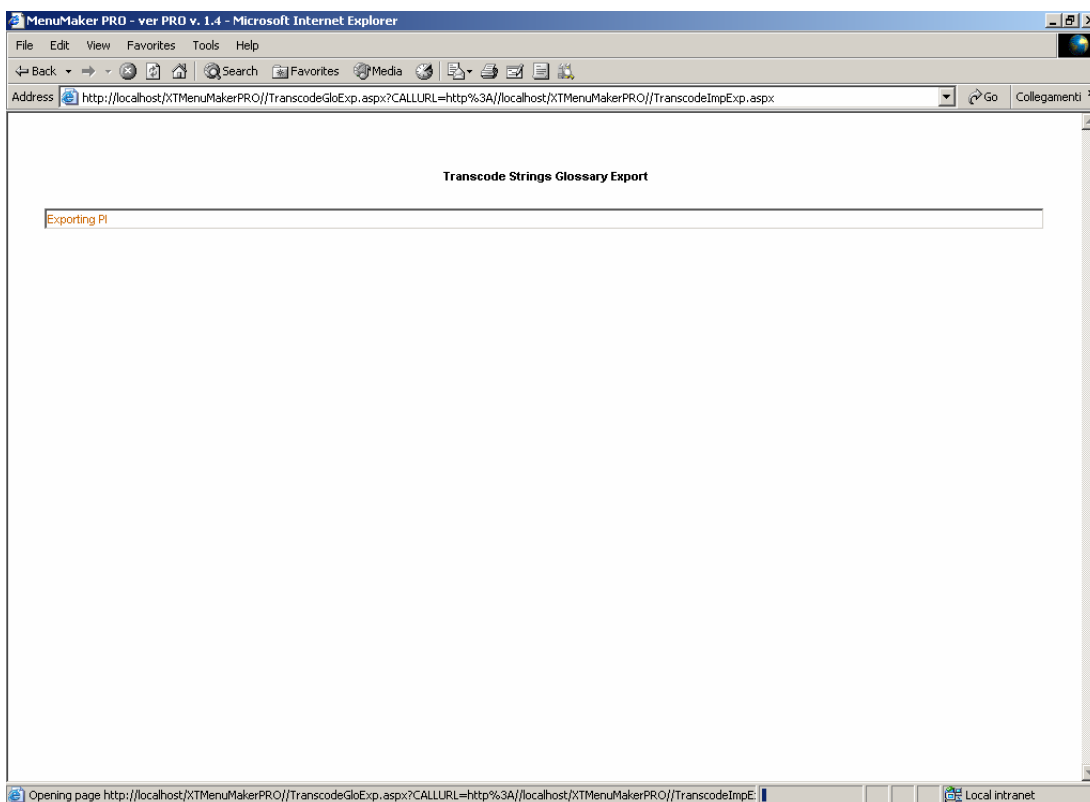 MenuMaker PRO - ver PRO v. 1.4 - Microsoft Internet Explorer
File Edit View Favorites Tools Help
Back Search Favorites Media
Address http://localhost/XTMenuMakerPRO//TranscodeGloExp.aspx?CALLURL=http%3A//localhost/XTMenuMakerPRO//TranscodeImpExp.aspx Go Collegamenti
Transcode Strings Glossary Export
Exporting PI
Opening page http://localhost/XTMenuMakerPRO//TranscodeGloExp.aspx?CALLURL=http%3A//localhost/XTMenuMakerPRO//TranscodeImpE Local intranet